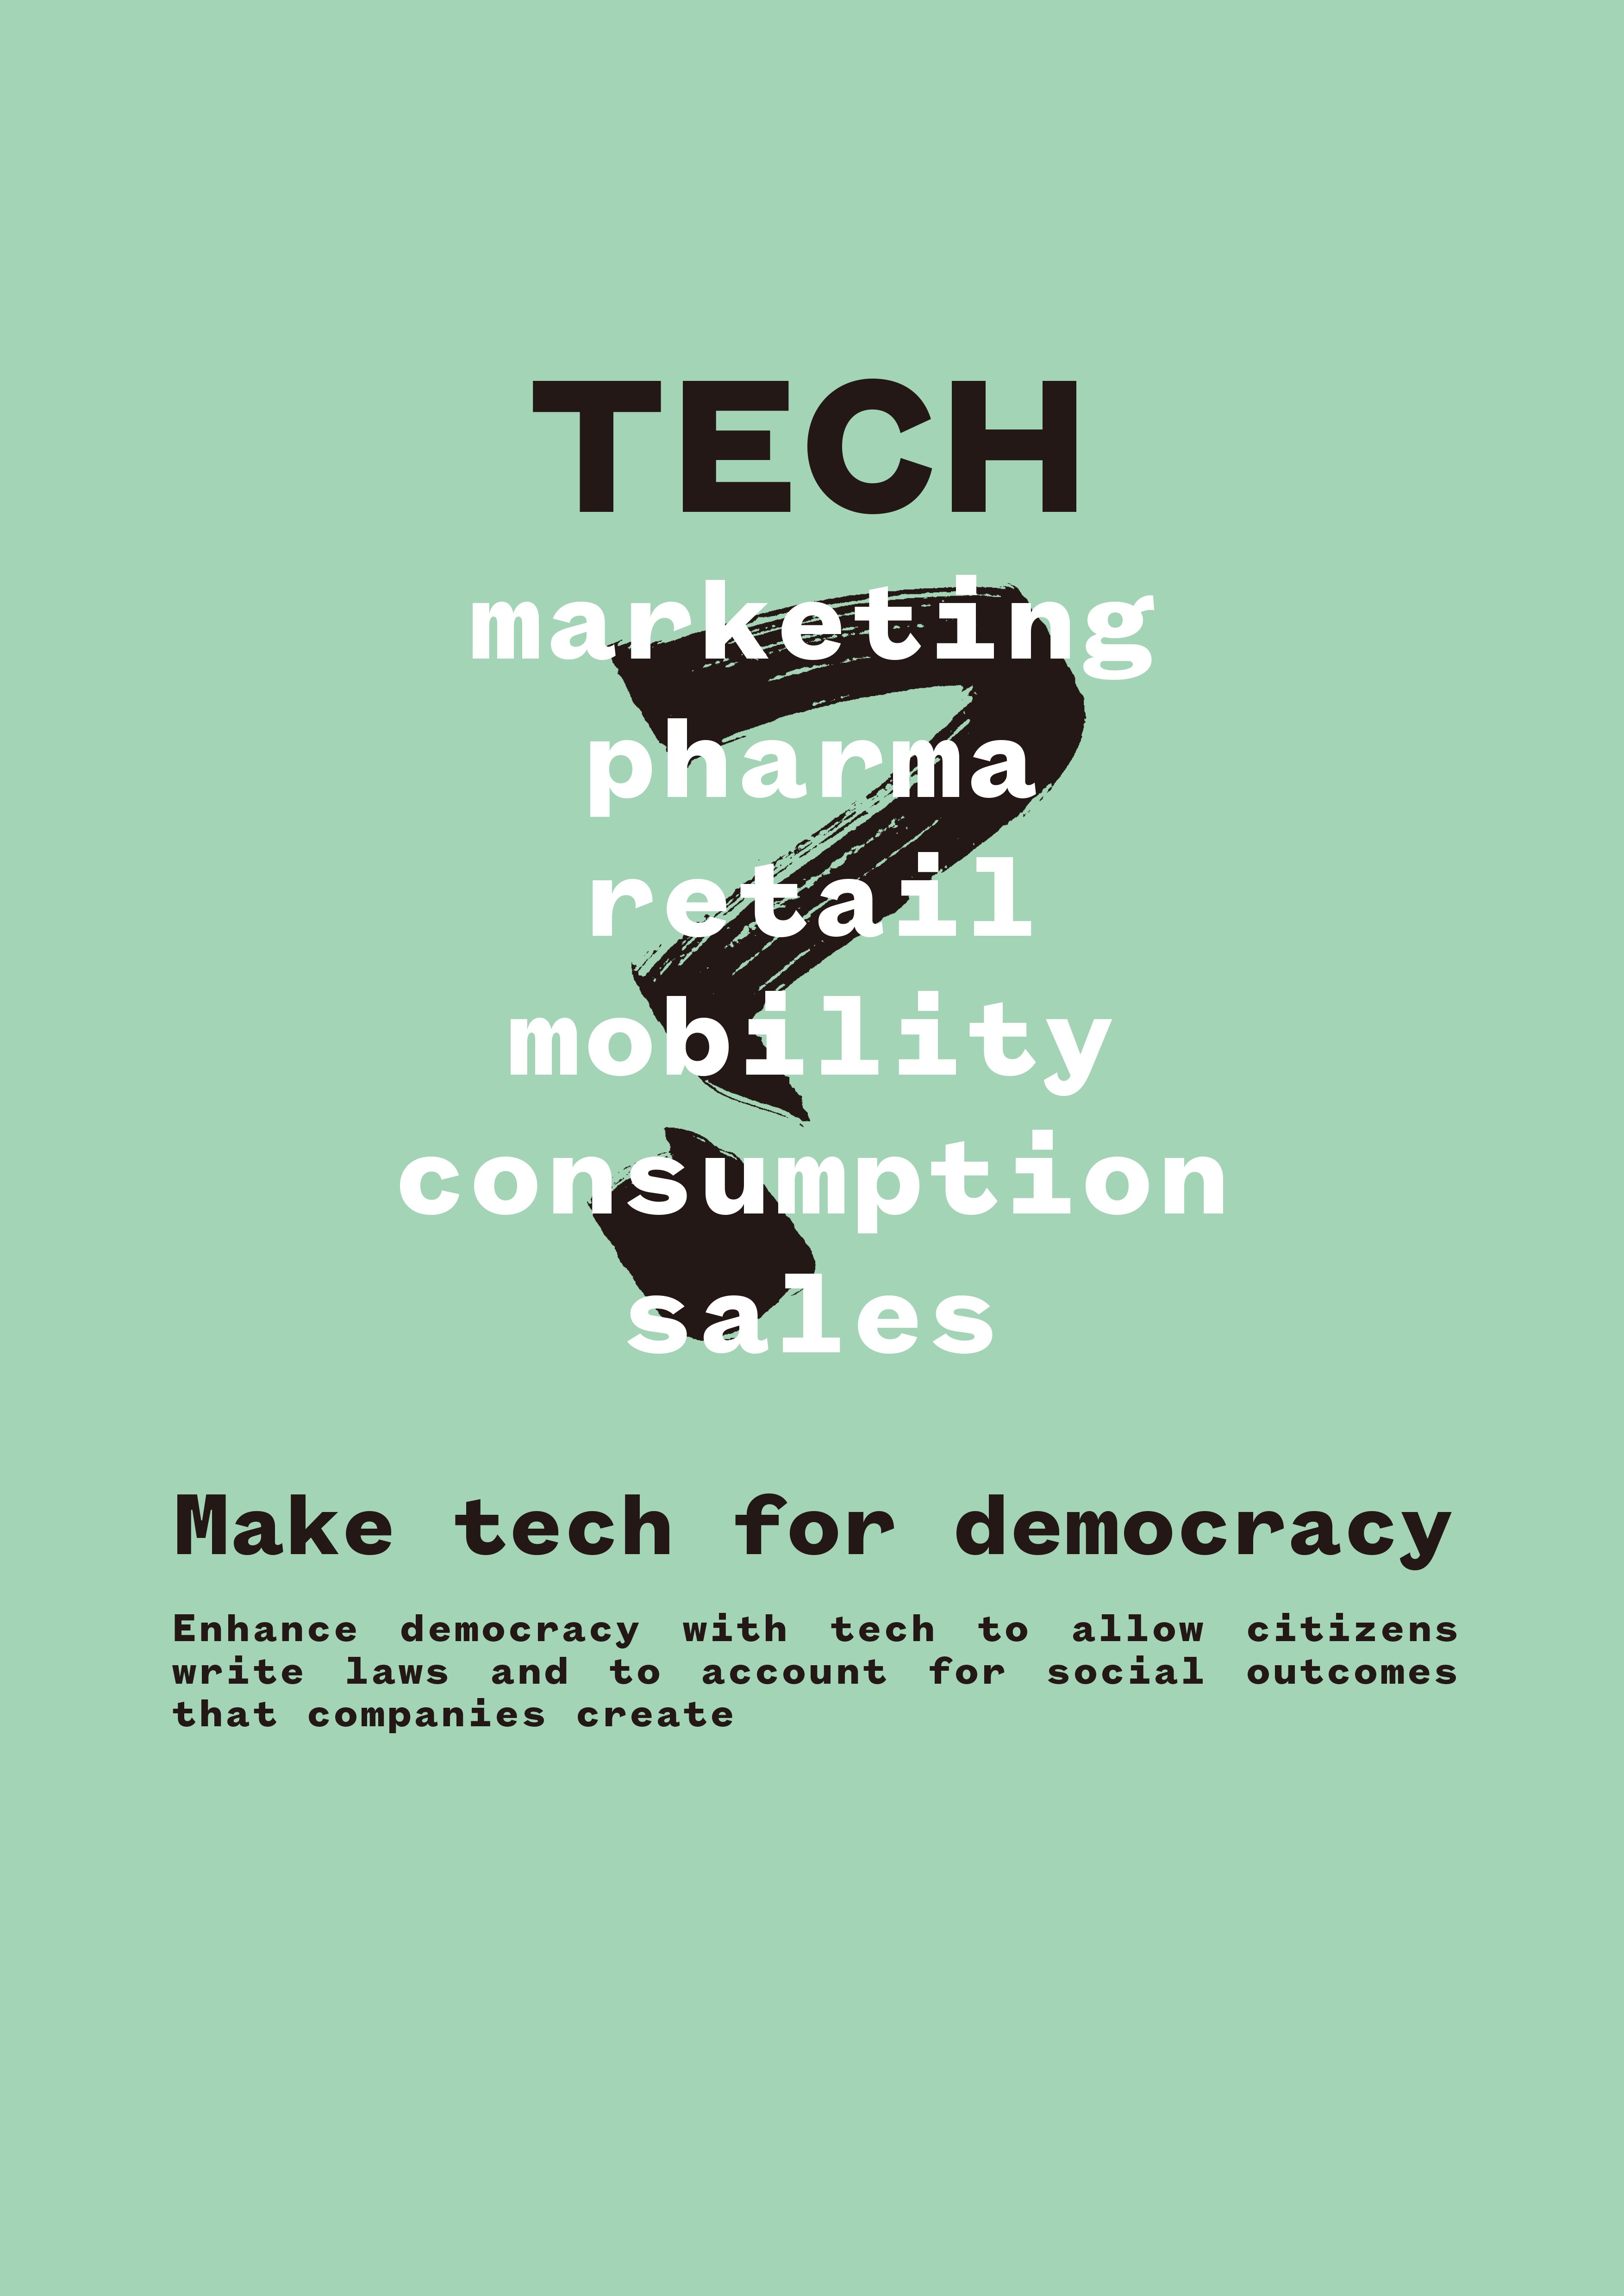 TECH
marketing
pharma
retail
mobility
consumption
sales
?
Make tech for democracy
Enhance democracy with tech to allow citizens
write laws and to account for social outcomes
that companies create